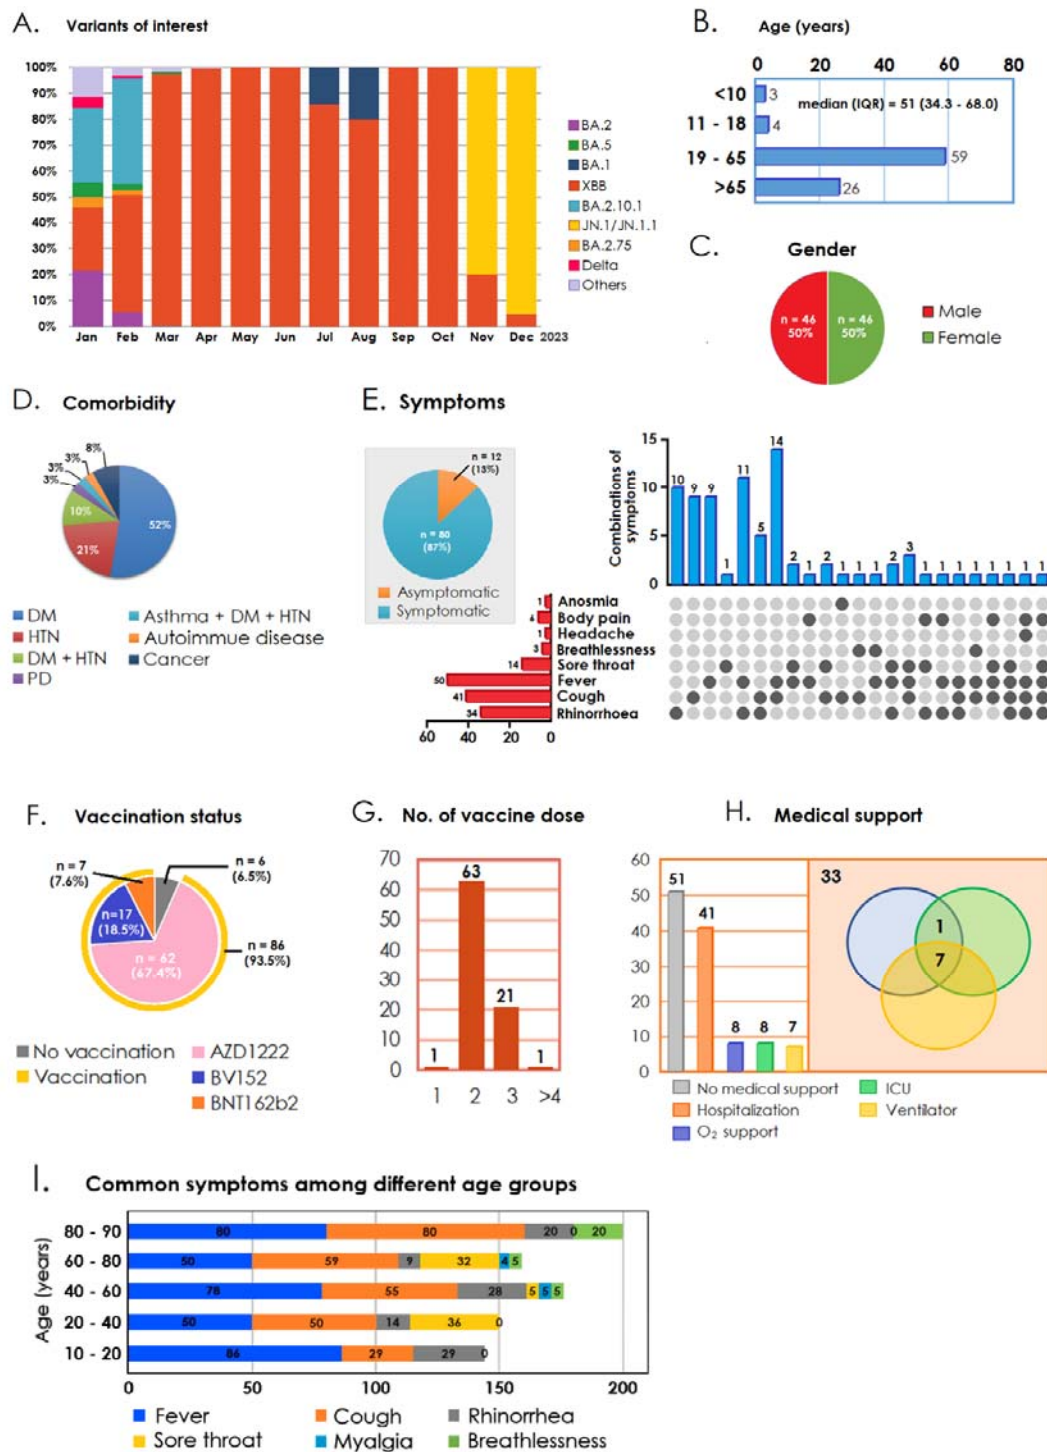 A. Variants of interest
100%
90%
80%
70%
60%
50%
40%
30%
20%
10%
0%
Jan Feb Mar Apr May Jun Jul Aug Sep Oct Nov Dec 2023
BA.2
BA.5
BA.1
XBB
BA.2.10.1
JN.1/JN.1.1
BA.2.75
Delta
Others
B. Age (years)
0 20 40 60 80
<10 3
median (IQR) = 51 (34.3 - 68.0)
11 - 18 4
19 - 65 59
>65 26
C. Gender
n = 46 n = 46
50% 50%
Male
Female
D. Comorbidity
8%
3%
3%
3%
10%
52%
21%
DM
HTN
DM + HTN
PD
Asthma + DM + HTN
Autoimmue disease
Cancer
E. Symptoms
n = 12
(13%)
n = 80
(87%)
Asymptomatic
Symptomatic
Combinations of
symptoms
15
10
5
0
10 9 9 1 11 5 14 2 1 2 1 1 1 2 3 1 1 1 1 1 1 1 1
1 Anosmia
6 Body pain
1 Headache
3 Breathlessness
14 Sore throat
50 Fever
41 Cough
34 Rhinorrhoea
60 40 20 0
F. Vaccination status
n = 7
(7.6%)
n = 6
(6.5%)
n=17
(18.5%)
n = 86
(93.5%)
n = 62
(67.4%)
No vaccination
Vaccination
AZD1222
BV152
BNT162b2
G. No. of vaccine dose
70
60
50
40
30
20
10
0
1 63 21 1
1 2 3 >4
H. Medical support
60
50
40
30
20
10
0
51 41 8 8 7
33
1
7
No medical support
Hospitalization
O₂ support
ICU
Ventilator
I. Common symptoms among different age groups
Age (years)
80 - 90 80 80 20 0 20
60 - 80 50 59 9 32 4 5
40 - 60 78 55 28 5 5 5
20 - 40 50 50 14 36 0
10 - 20 86 29 29 0
0 50 100 150 200
Fever
Cough
Rhinorrhea
Sore throat
Myalgia
Breathlessness